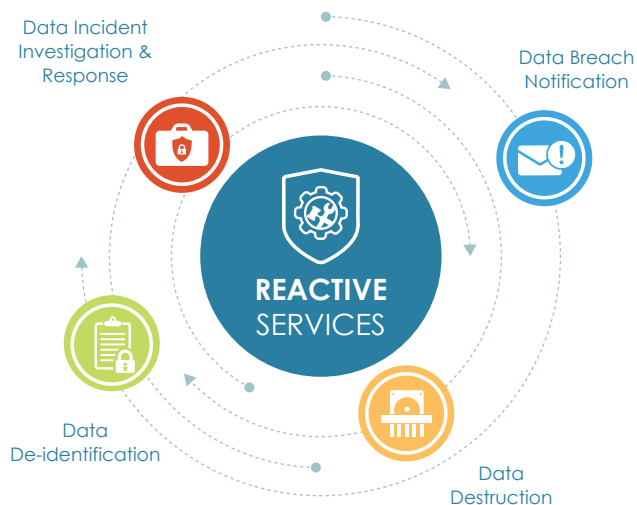 Data Incident
Investigation &
Response
Data Breach
Notification
REACTIVE
SERVICES
Data
De-identification
Data
Destruction